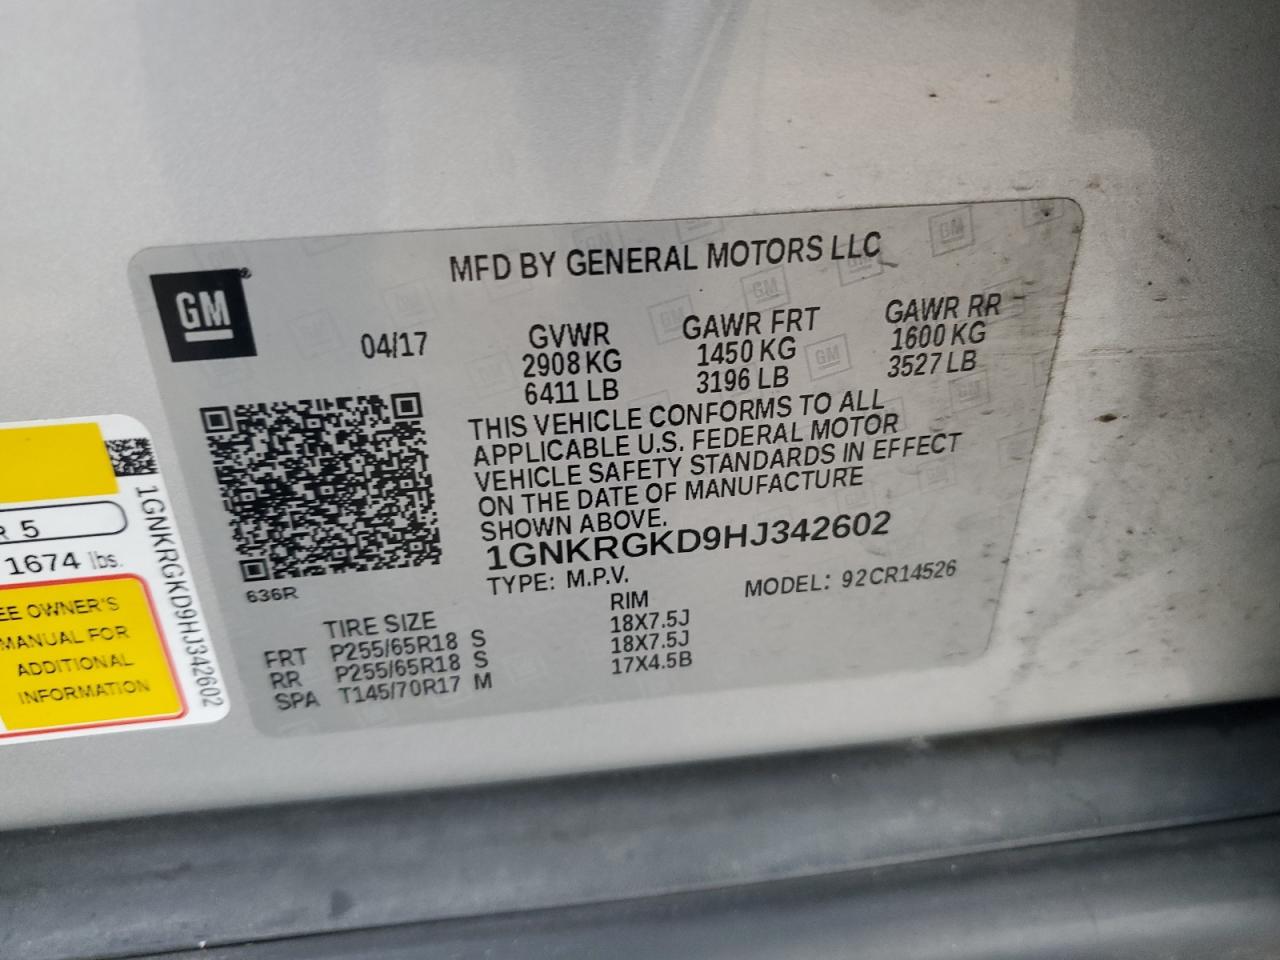 MFD BY GENERAL MOTORS LLC
GM
®
04/17
GVWR
2908 KG
6411 LB
GAWR FRT
1450 KG
3196 LB
GAWR RR
1600 KG
3527 LB
THIS VEHICLE CONFORMS TO ALL
APPLICABLE U.S. FEDERAL MOTOR
VEHICLE SAFETY STANDARDS IN EFFECT
ON THE DATE OF MANUFACTURE
SHOWN ABOVE.
1GNKRGKD9HJ342602
TYPE: M.P.V.
MODEL: 92CR14526
636R
TIRE SIZE
RIM
FRT P255/65R18 S 18X7.5J
RR P255/65R18 S 18X7.5J
SPA T145/70R17 M 17X4.5B
R 5
1674 lbs.
EE OWNER'S
MANUAL FOR
ADDITIONAL
INFORMATION
1GNKRGKD9HJ342602